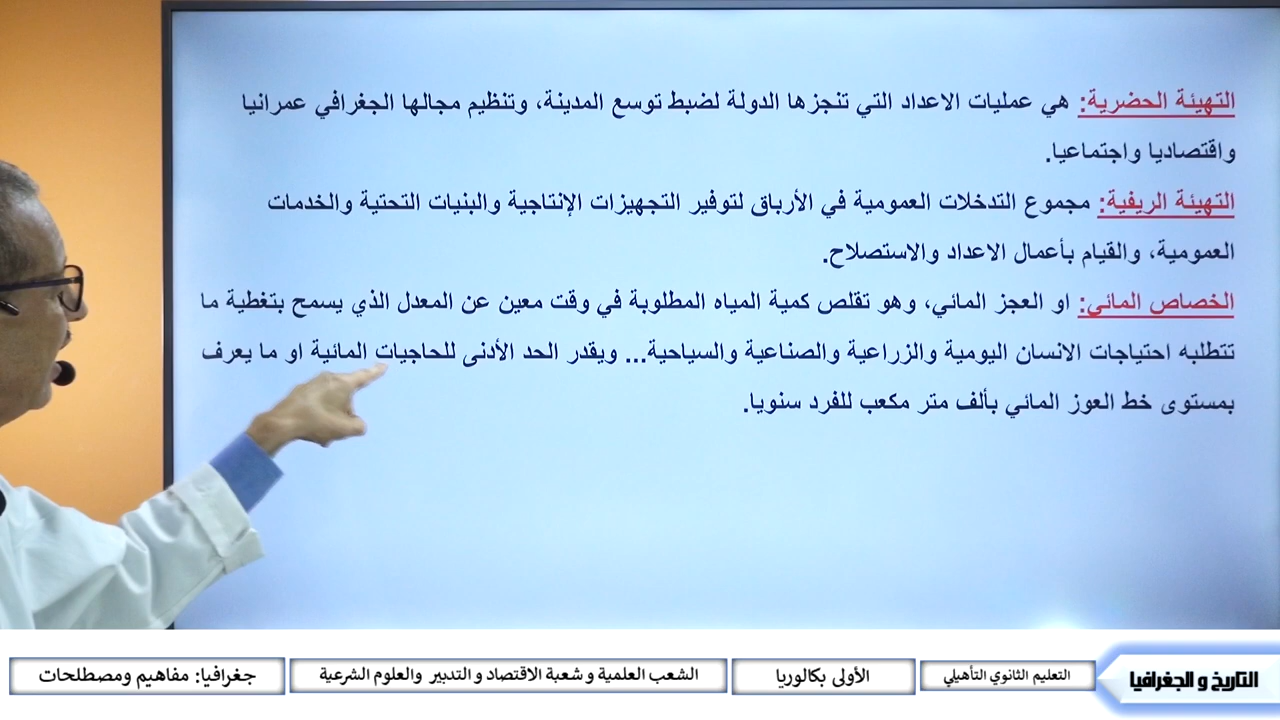 التهيئة الحضرية: هي عمليات الاعداد التي تنجزها الدولة لضبط توسع المدينة، وتنظيم مجالها الجغرافي عمرانيا
واقتصاديا واجتماعيا.
التهيئة الريفية: مجموع التدخلات العمومية في الأرباق لتوفير التجهيزات الإنتاجية والبنيات التحتية والخدمات
العمومية، والقيام بأعمال الاعداد والاستصلاح.
الخصاص المائي: او العجز المائي، وهو تقلص كمية المياه المطلوبة في وقت معين عن المعدل الذي يسمح بتغطية ما
تتطلبه احتياجات الانسان اليومية والزراعية والصناعية والسياحية... ويقدر الحد الأدنى للحاجيات المائية او ما يعرف
بمستوى خط العوز المائي بألف متر مكعب للفرد سنويا.
التاريخ و الجغرافيا
التعليم الثانوي التأهيلي
الأولى بكالوريا
الشعب العلمية و شعبة الاقتصاد و التدبير والعلوم الشرعية
جغرافيا: مفاهيم ومصطلحات